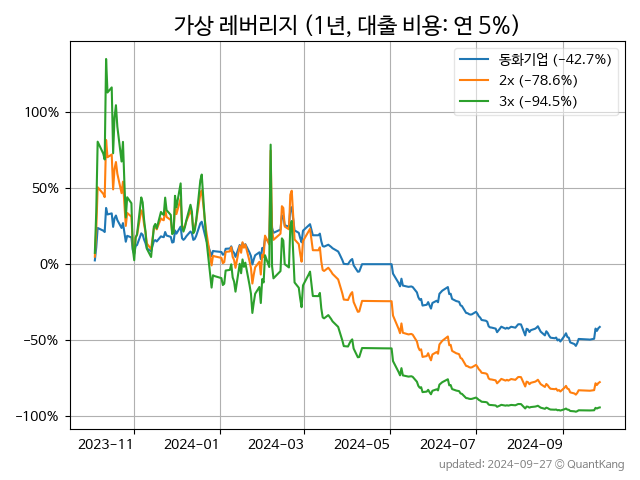 가상 레버리지 (1년, 대출 비용: 연 5%)
동화기업 (-42.7%)
2x (-78.6%)
3x (-94.5%)
100%
50%
0%
-50%
-100%
2023-11 2024-01 2024-03 2024-05 2024-07 2024-09
updated: 2024-09-27 © QuantKang